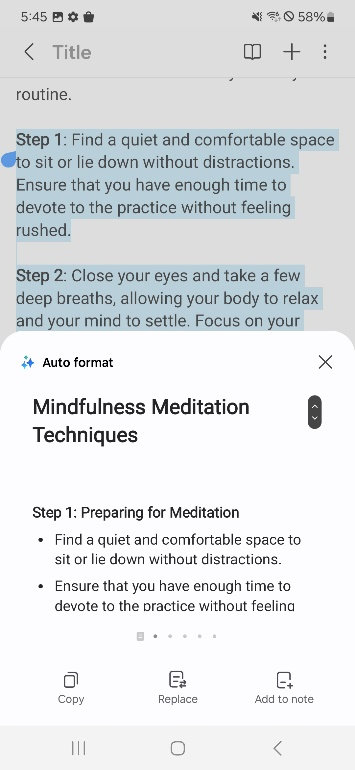 5:45
58%
Title
routine.
Step 1: Find a quiet and comfortable space
to sit or lie down without distractions.
Ensure that you have enough time to
devote to the practice without feeling
rushed.
Step 2: Close your eyes and take a few
deep breaths, allowing your body to relax
and your mind to settle. Focus on your
Auto format
Mindfulness Meditation
Techniques
Step 1: Preparing for Meditation
• Find a quiet and comfortable space to
sit or lie down without distractions.
• Ensure that you have enough time to
devote to the practice without feeling
Copy
Replace
Add to note